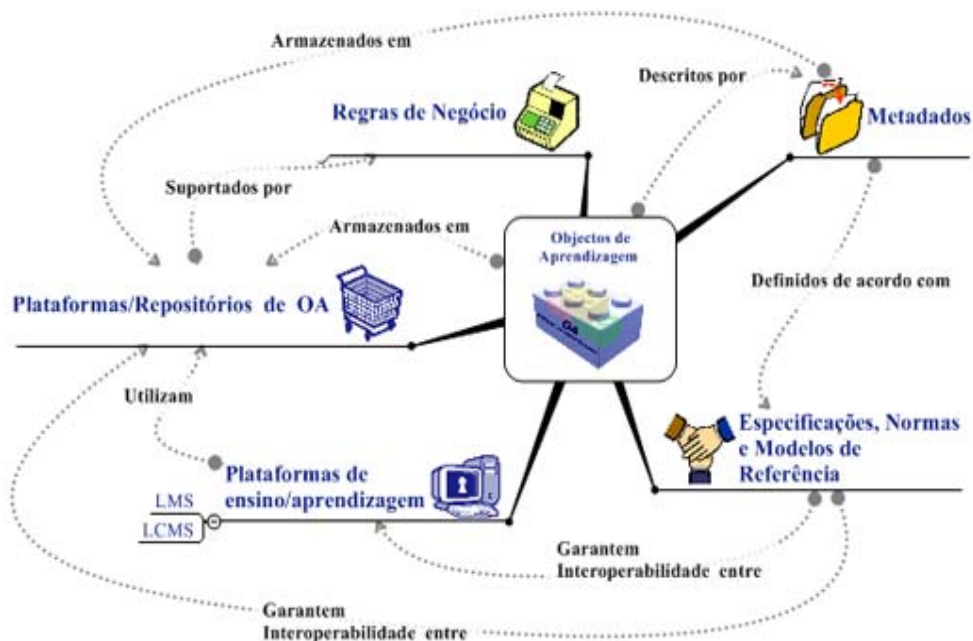 Armazenados em
Descritos por
Regras de Negócio
Metadados
Suportados por
Armazenados em
Objectos de
Aprendizagem
OA
Definidos de acordo com
Plataformas/Repositórios de OA
Utilizam
Especificações, Normas
e Modelos de
Referência
Plataformas de
ensino/aprendizagem
LMS
LCMS
Garantem
Interoperabilidade entre
Garantem
Interoperabilidade entre